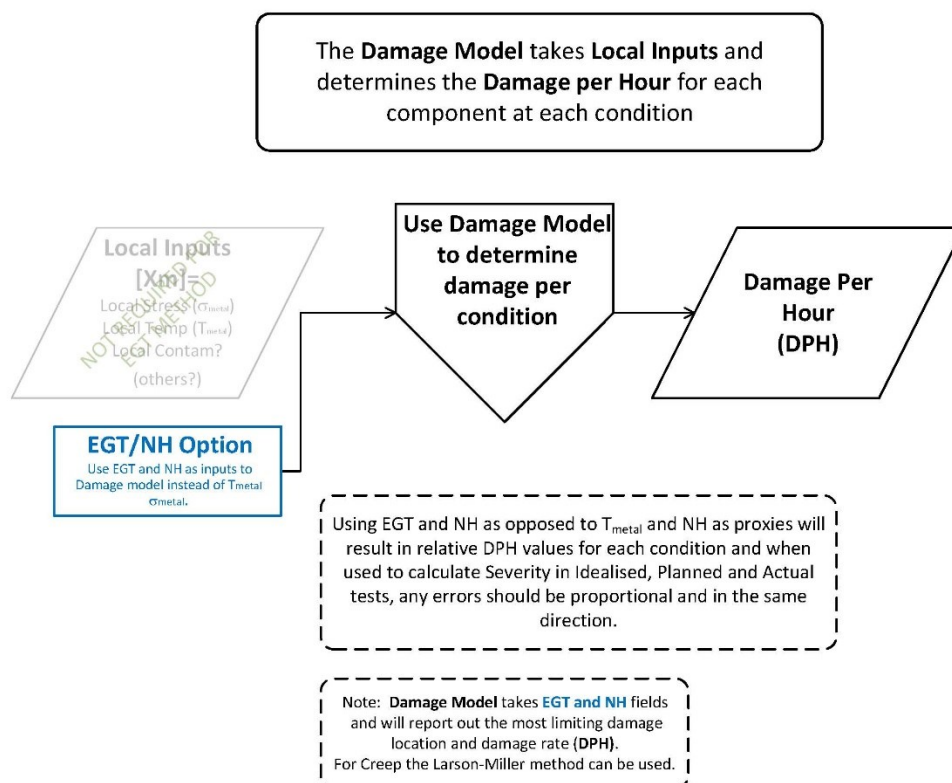 The Damage Model takes Local Inputs and
determines the Damage per Hour for each
component at each condition
Local Inputs
[Xm]=
Local Stress (σmetal)
Local Temp (Tmetal)
Local Contam?
(others?)
NOT REQUIRED FOR
EGT METHOD
Use Damage Model
to determine
damage per
condition
Damage Per
Hour
(DPH)
EGT/NH Option
Use EGT and NH as inputs to
Damage model instead of Tmetal
σmetal.
Using EGT and NH as opposed to Tmetal and NH as proxies will
result in relative DPH values for each condition and when
used to calculate Severity in Idealised, Planned and Actual
tests, any errors should be proportional and in the same
direction.
Note: Damage Model takes EGT and NH fields
and will report out the most limiting damage
location and damage rate (DPH).
For Creep the Larson-Miller method can be used.